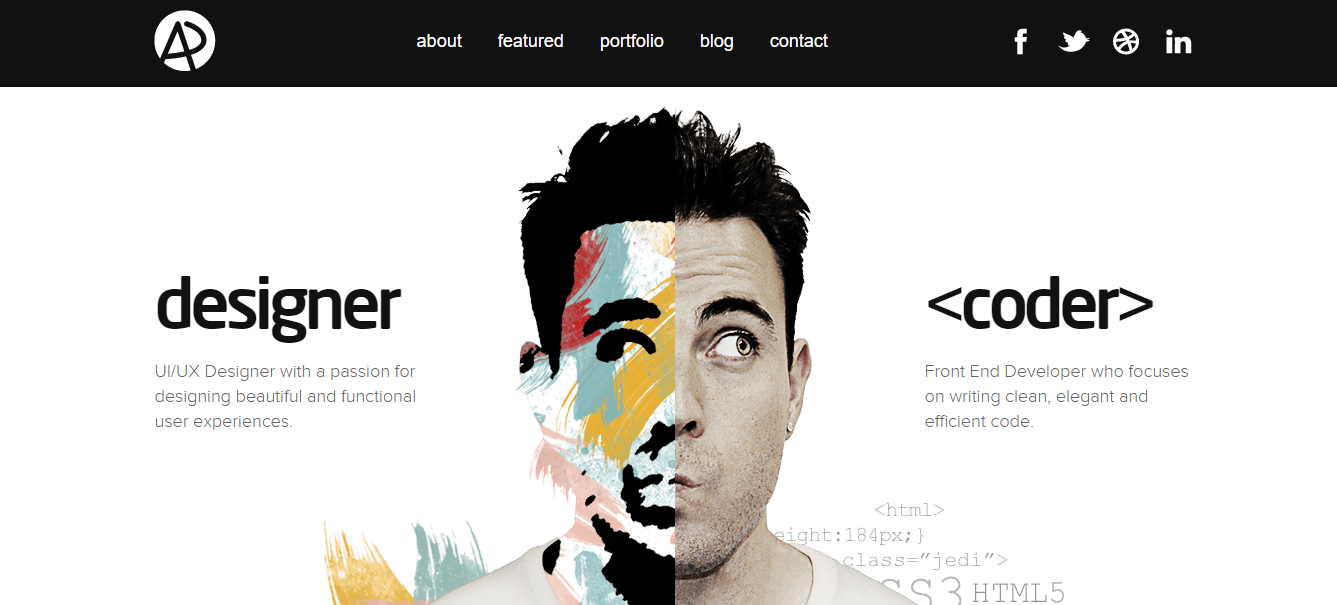 AD
about featured portfolio blog contact
designer
UI/UX Designer with a passion for
designing beautiful and functional
user experiences.
<coder>
Front End Developer who focuses
on writing clean, elegant and
efficient code.
<html>
eight:184px;}
class=”jedi”>
SS3 HTML5